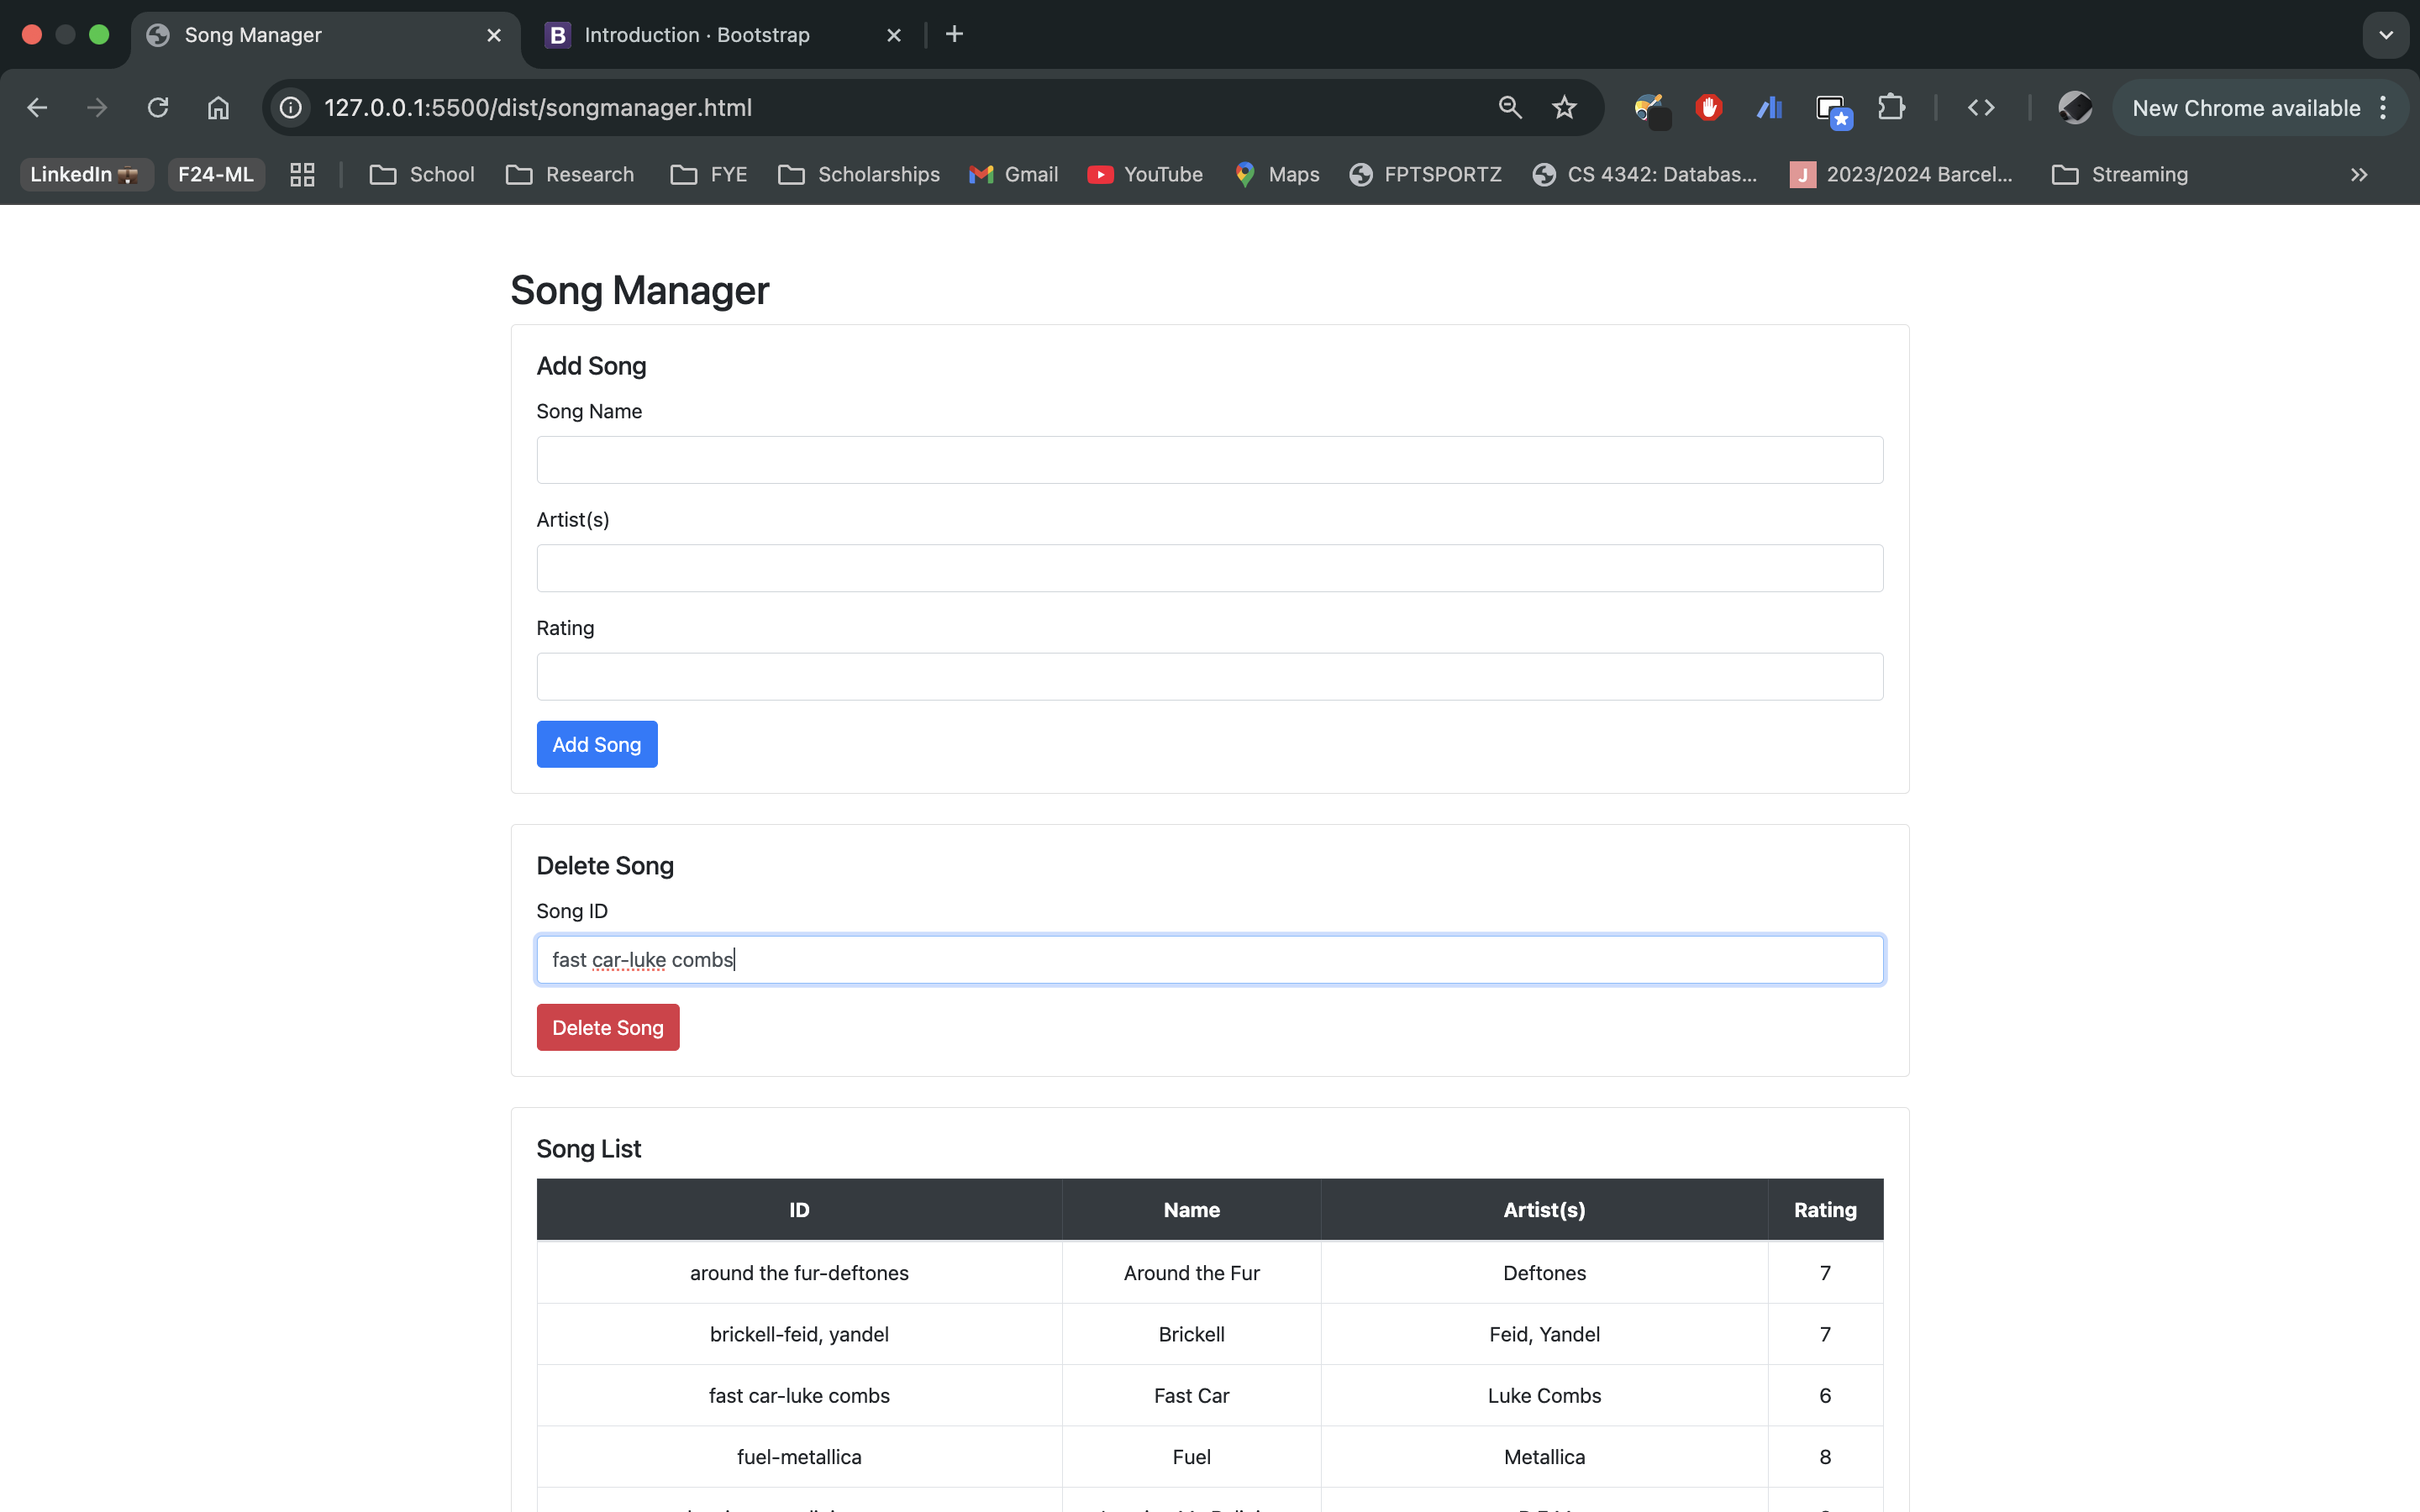 Song Manager
Introduction · Bootstrap
127.0.0.1:5500/dist/songmanager.html
New Chrome available
LinkedIn
F24-ML
School
Research
FYE
Scholarships
Gmail
YouTube
Maps
FPTSPORTZ
CS 4342: Databas...
2023/2024 Barcel...
Streaming
Song Manager
Add Song
Song Name
Artist(s)
Rating
Add Song
Delete Song
Song ID
fast car-luke combs
Delete Song
Song List
ID Name Artist(s) Rating
around the fur-deftones Around the Fur Deftones 7
brickell-feid, yandel Brickell Feid, Yandel 7
fast car-luke combs Fast Car Luke Combs 6
fuel-metallica Fuel Metallica 8